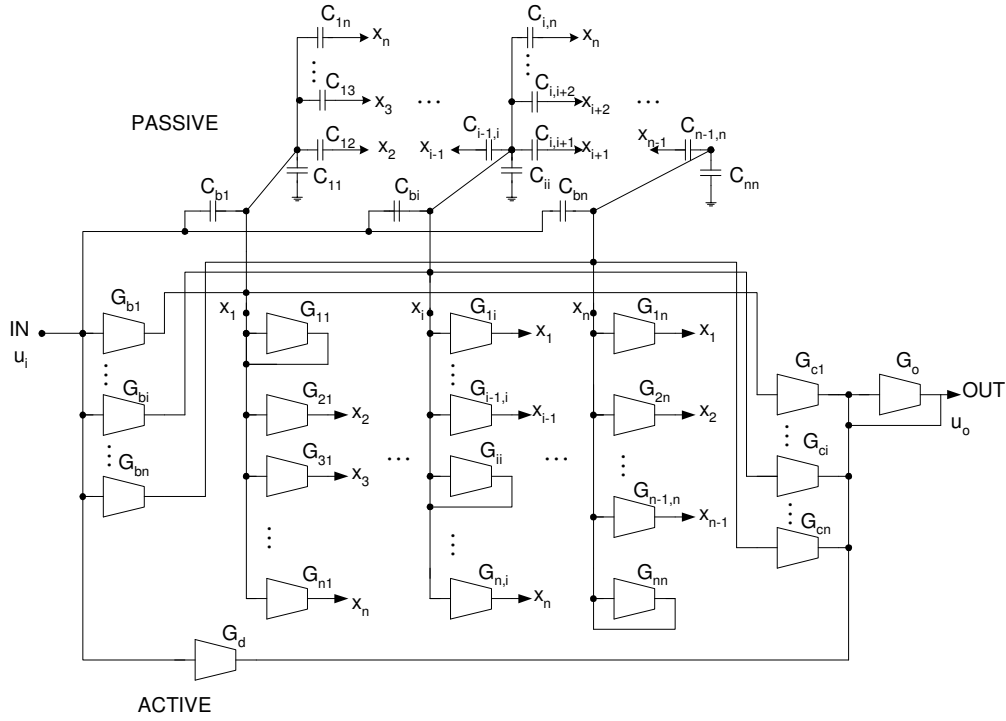 C1n xn
C13 x3
PASSIVE
C12 x2
C11
Cb1
Ci,n xn
Ci,i+2 xi+2
Ci-1,i Ci,i+1
xi-1 xi+1
Cii
Cbi
xn-1 Cn-1,n
Cnn
Cbn
IN
ui
Gb1
Gbi
Gbn
x1
G11
G21 x2
G31 x3
Gn1 xn
xi
G1i x1
Gi-1,i xi-1
Gii
Gn,i xn
xn
G1n x1
G2n x2
Gn-1,n xn-1
Gnn
Gc1
Gci
Gcn
Go
OUT
uo
Gd
ACTIVE